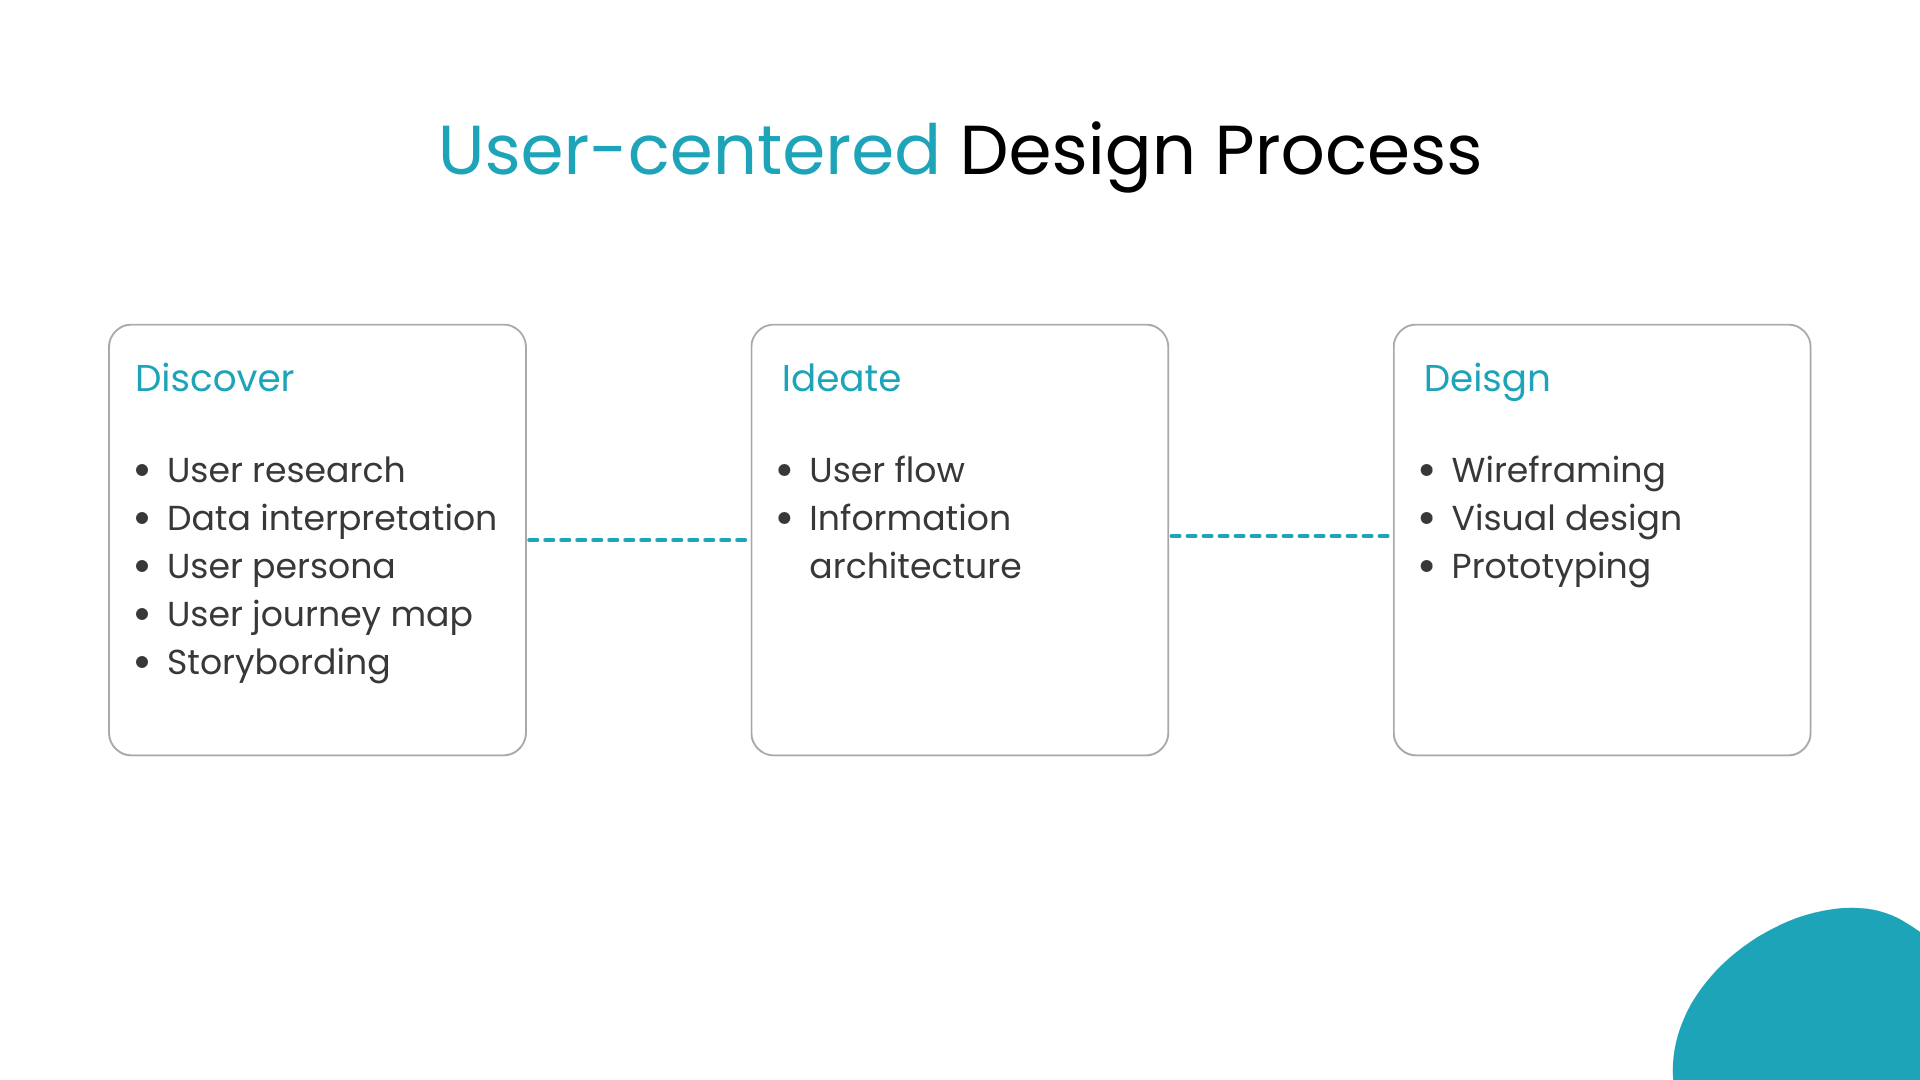 User-centered Design Process
Discover
• User research
• Data interpretation
• User persona
• User journey map
• Storybording
Ideate
• User flow
• Information
architecture
Deisgn
• Wireframing
• Visual design
• Prototyping